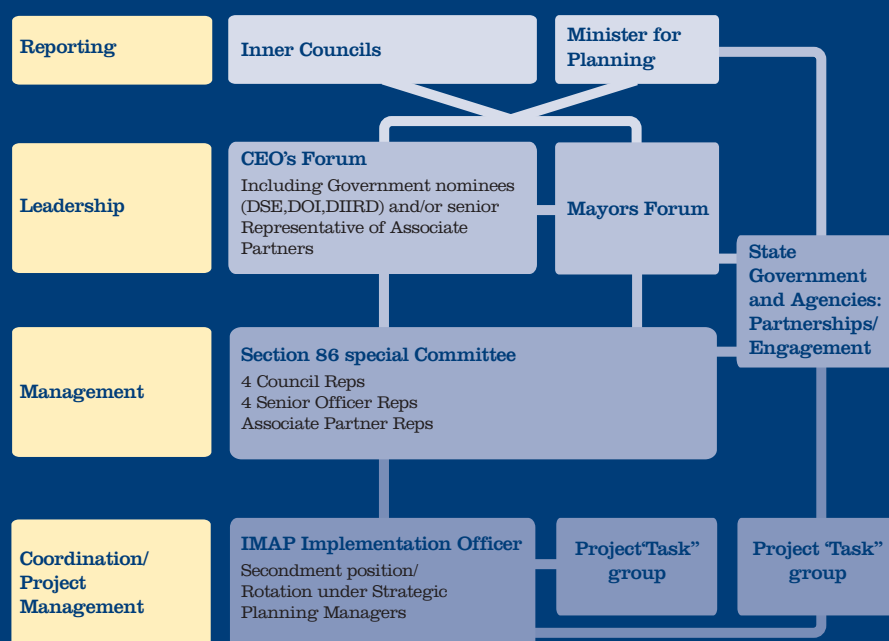 Reporting
Inner Councils
Minister for
Planning
Leadership
CEO's Forum
Including Government nominees
(DSE,DOI,DIIRD) and/or senior
Representative of Associate
Partners
Mayors Forum
State
Government
and Agencies:
Partnerships/
Engagement
Management
Section 86 special Committee
4 Council Reps
4 Senior Officer Reps
Associate Partner Reps
Coordination/
Project
Management
IMAP Implementation Officer
Secondment position/
Rotation under Strategic
Planning Managers
Project‘Task”
group
Project ‘Task”
group